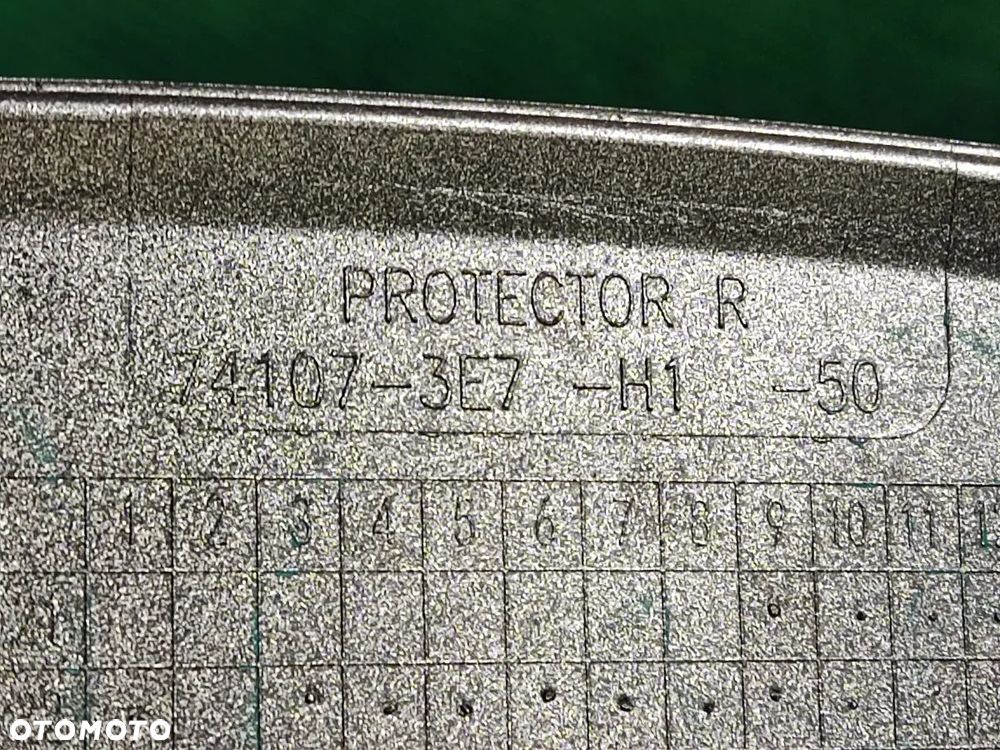 PROTECTOR R
74107-3E7 -H1 -50
1 2 3 4 5 6 7 8 9 10 11
OTOMOTO